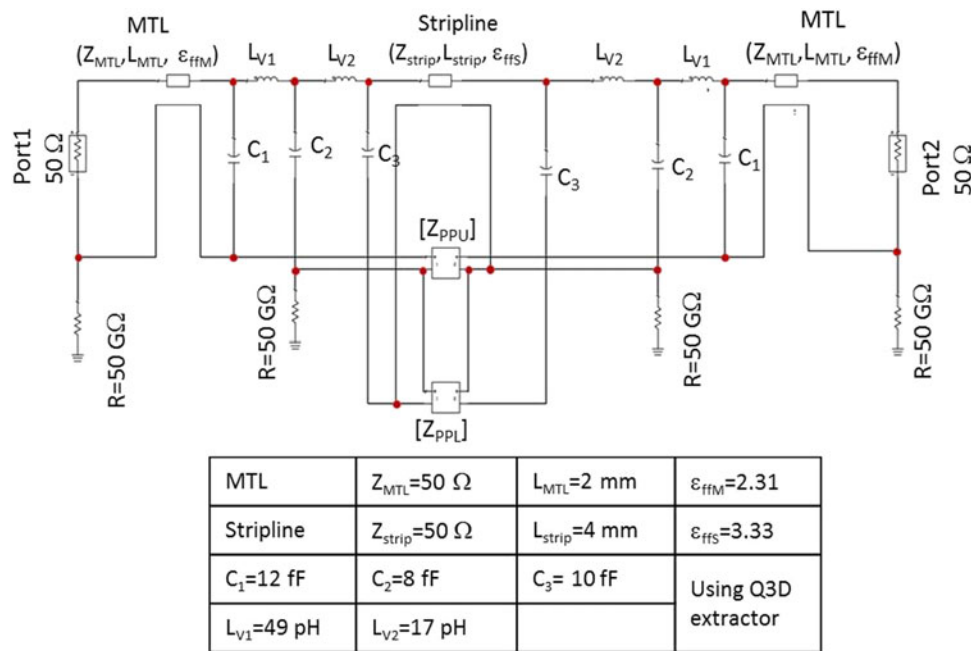 MTL
(Z_MTL, L_MTL, ε_ffM)
L_V1
L_V2
Stripline
(Z_strip, L_strip, ε_ffS)
L_V2
L_V1
MTL
(Z_MTL, L_MTL, ε_ffM)
Port1
50 Ω
C_1
C_2
C_3
C_3
C_2
C_1
Port2
50 Ω
[Z_PPU]
1
2
R=50 GΩ
R=50 GΩ
R=50 GΩ
R=50 GΩ
[Z_PPL]
MTL Z_MTL=50 Ω L_MTL=2 mm ε_ffM=2.31
Stripline Z_strip=50 Ω L_strip=4 mm ε_ffS=3.33
C_1=12 fF C_2=8 fF C_3= 10 fF Using Q3D
extractor
L_V1=49 pH L_V2=17 pH